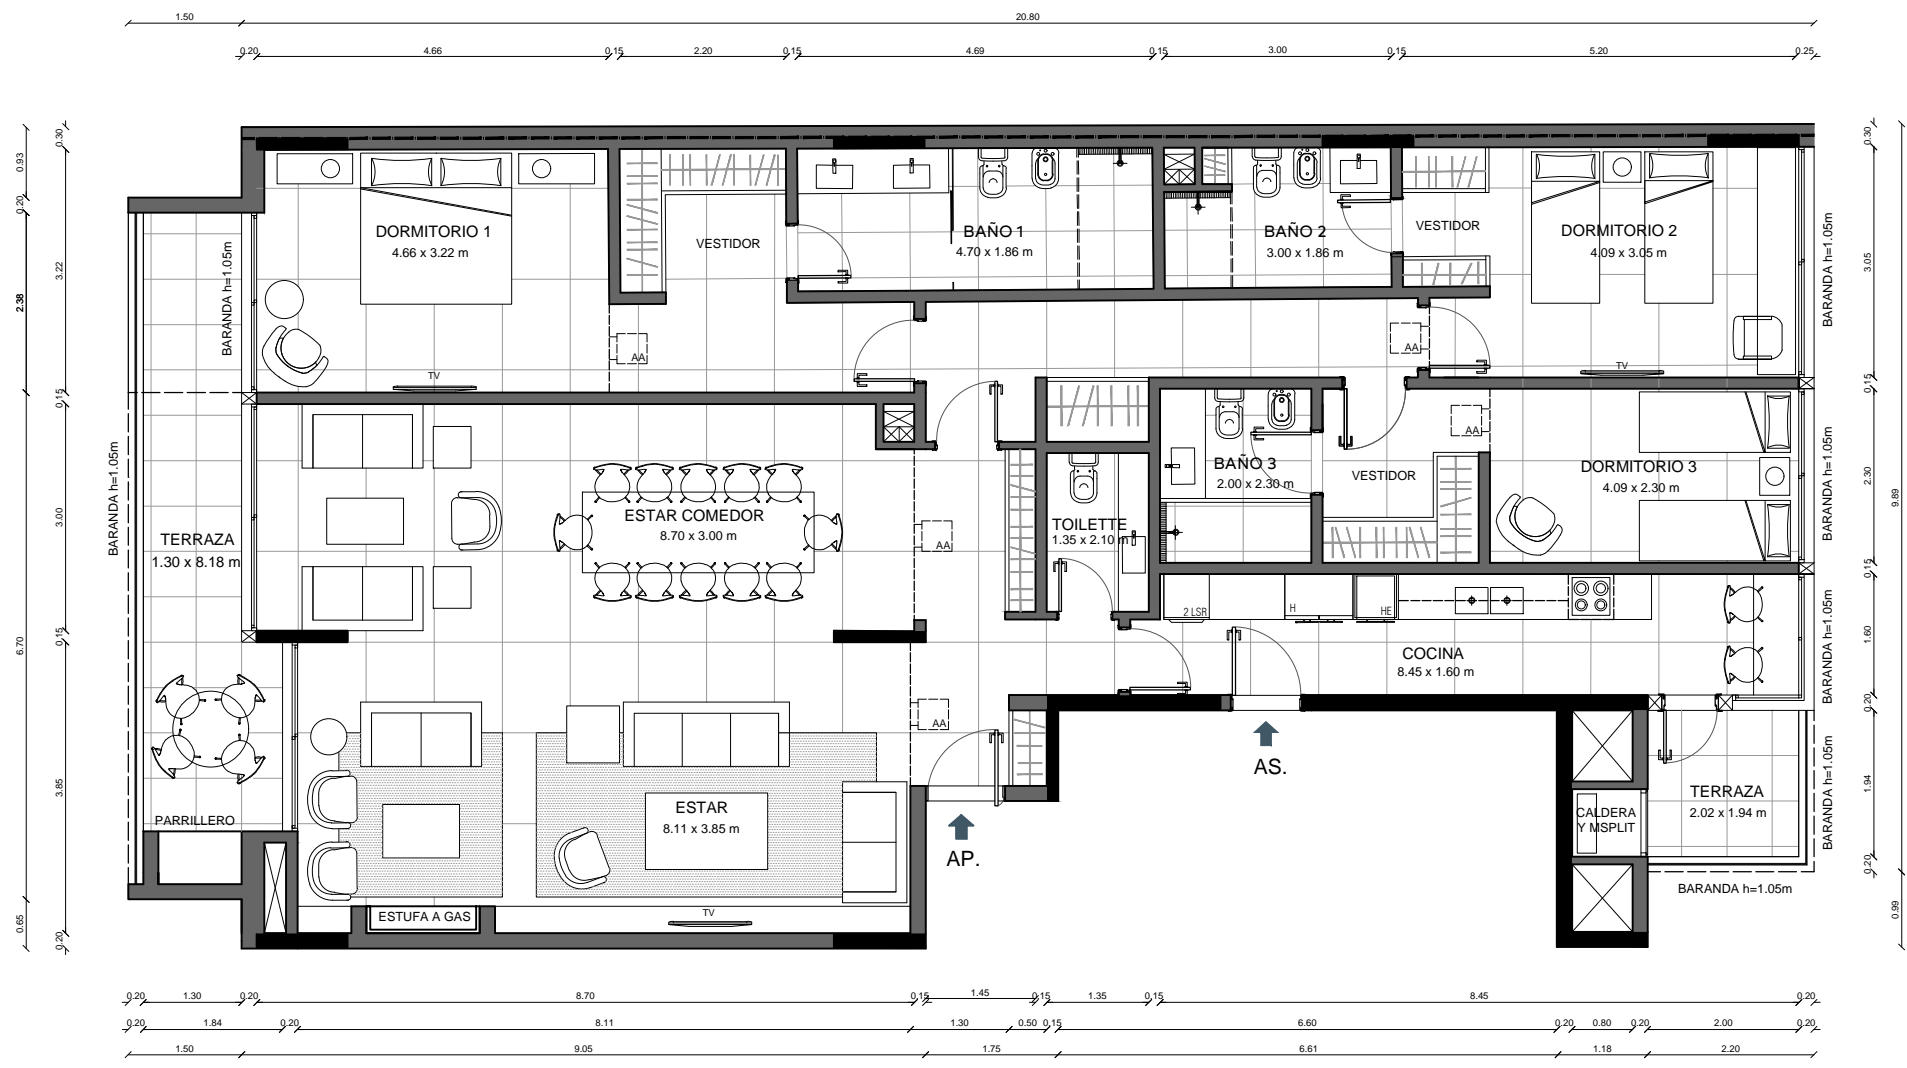 1.50
20.80
0.20
4.66
0.15
2.20
0.15
4.69
0.15
3.00
0.15
5.20
0.25
0.30
0.93
0.20
3.22
2.38
0.15
3.00
0.15
6.70
3.85
0.65
0.20
BARANDA h=1.05m
BARANDA h=1.05m
DORMITORIO 1
4.66 x 3.22 m
VESTIDOR
BAÑO 1
4.70 x 1.86 m
BAÑO 2
3.00 x 1.86 m
VESTIDOR
DORMITORIO 2
4.09 x 3.05 m
AA
AA
TV
TV
AA
BAÑO 3
2.00 x 2.30 m
VESTIDOR
DORMITORIO 3
4.09 x 2.30 m
ESTAR COMEDOR
8.70 x 3.00 m
TOILETTE
1.35 x 2.10 m
AA
TERRAZA
1.30 x 8.18 m
2 LSR
H
HE
COCINA
8.45 x 1.60 m
AA
AS.
ESTAR
8.11 x 3.85 m
PARRILLERO
AP.
CALDERA
Y MSPLIT
TERRAZA
2.02 x 1.94 m
BARANDA h=1.05m
ESTUFA A GAS
TV
BARANDA h=1.05m
BARANDA h=1.05m
BARANDA h=1.05m
BARANDA h=1.05m
0.30
3.05
0.15
2.30
9.89
0.15
1.60
0.20
1.94
0.20
0.99
0.20
1.30
0.20
8.70
0.15
1.45
0.15
1.35
0.15
8.45
0.20
0.20
1.84
0.20
8.11
1.30
0.50
0.15
6.60
0.20
0.80
0.20
2.00
0.20
1.50
9.05
1.75
6.61
1.18
2.20